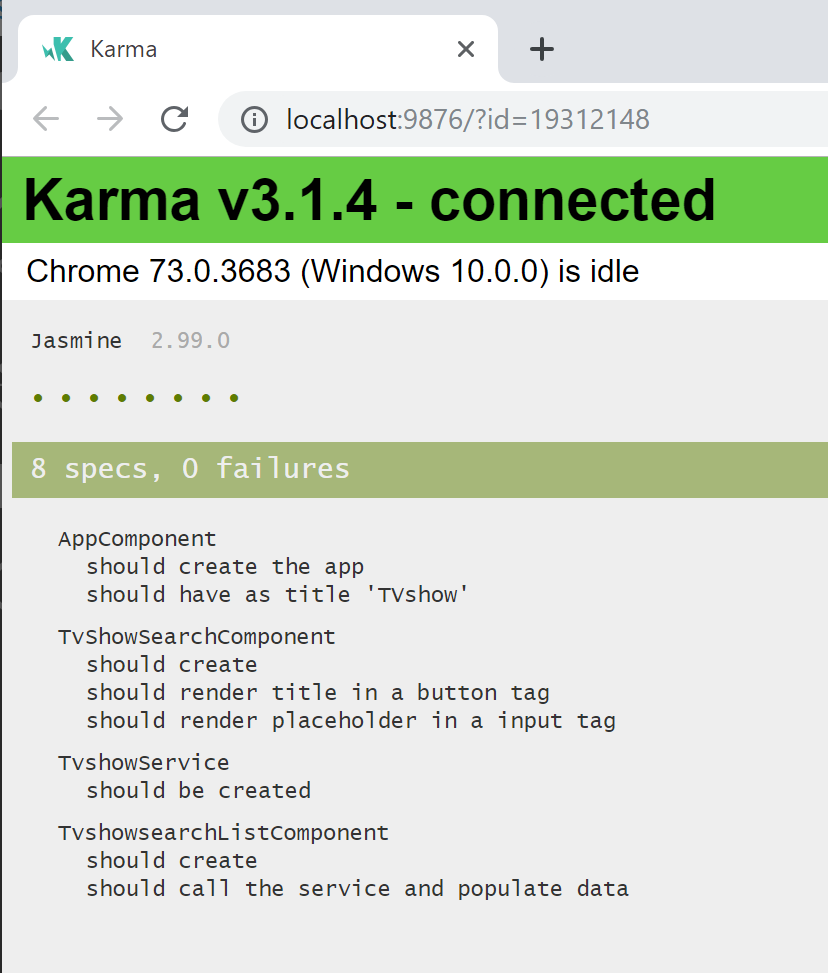 Karma
localhost:9876/?id=19312148
Karma v3.1.4 - connected
Chrome 73.0.3683 (Windows 10.0.0) is idle
Jasmine 2.99.0
• • • • • • • •
8 specs, 0 failures
AppComponent
should create the app
should have as title 'TVshow'
TvShowSearchComponent
should create
should render title in a button tag
should render placeholder in a input tag
TvshowService
should be created
TvshowsearchListComponent
should create
should call the service and populate data